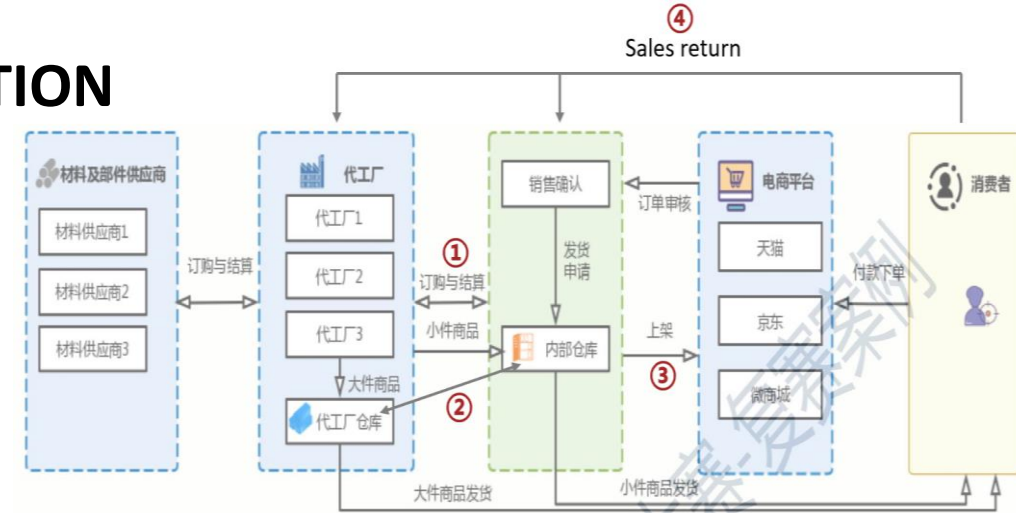 ④
Sales return
TION
材料及部件供应商
材料供应商1
材料供应商2
材料供应商3
订购与结算
代工厂
代工厂1
代工厂2
代工厂3
大件商品
代工厂仓库
①
订购与结算
小件商品
②
销售确认
发货
申请
内部仓库
订单审核
上架
③
电商平台
天猫
京东
微商城
付款下单
消费者
大件商品发货
小件商品发货
赛-复赛案例